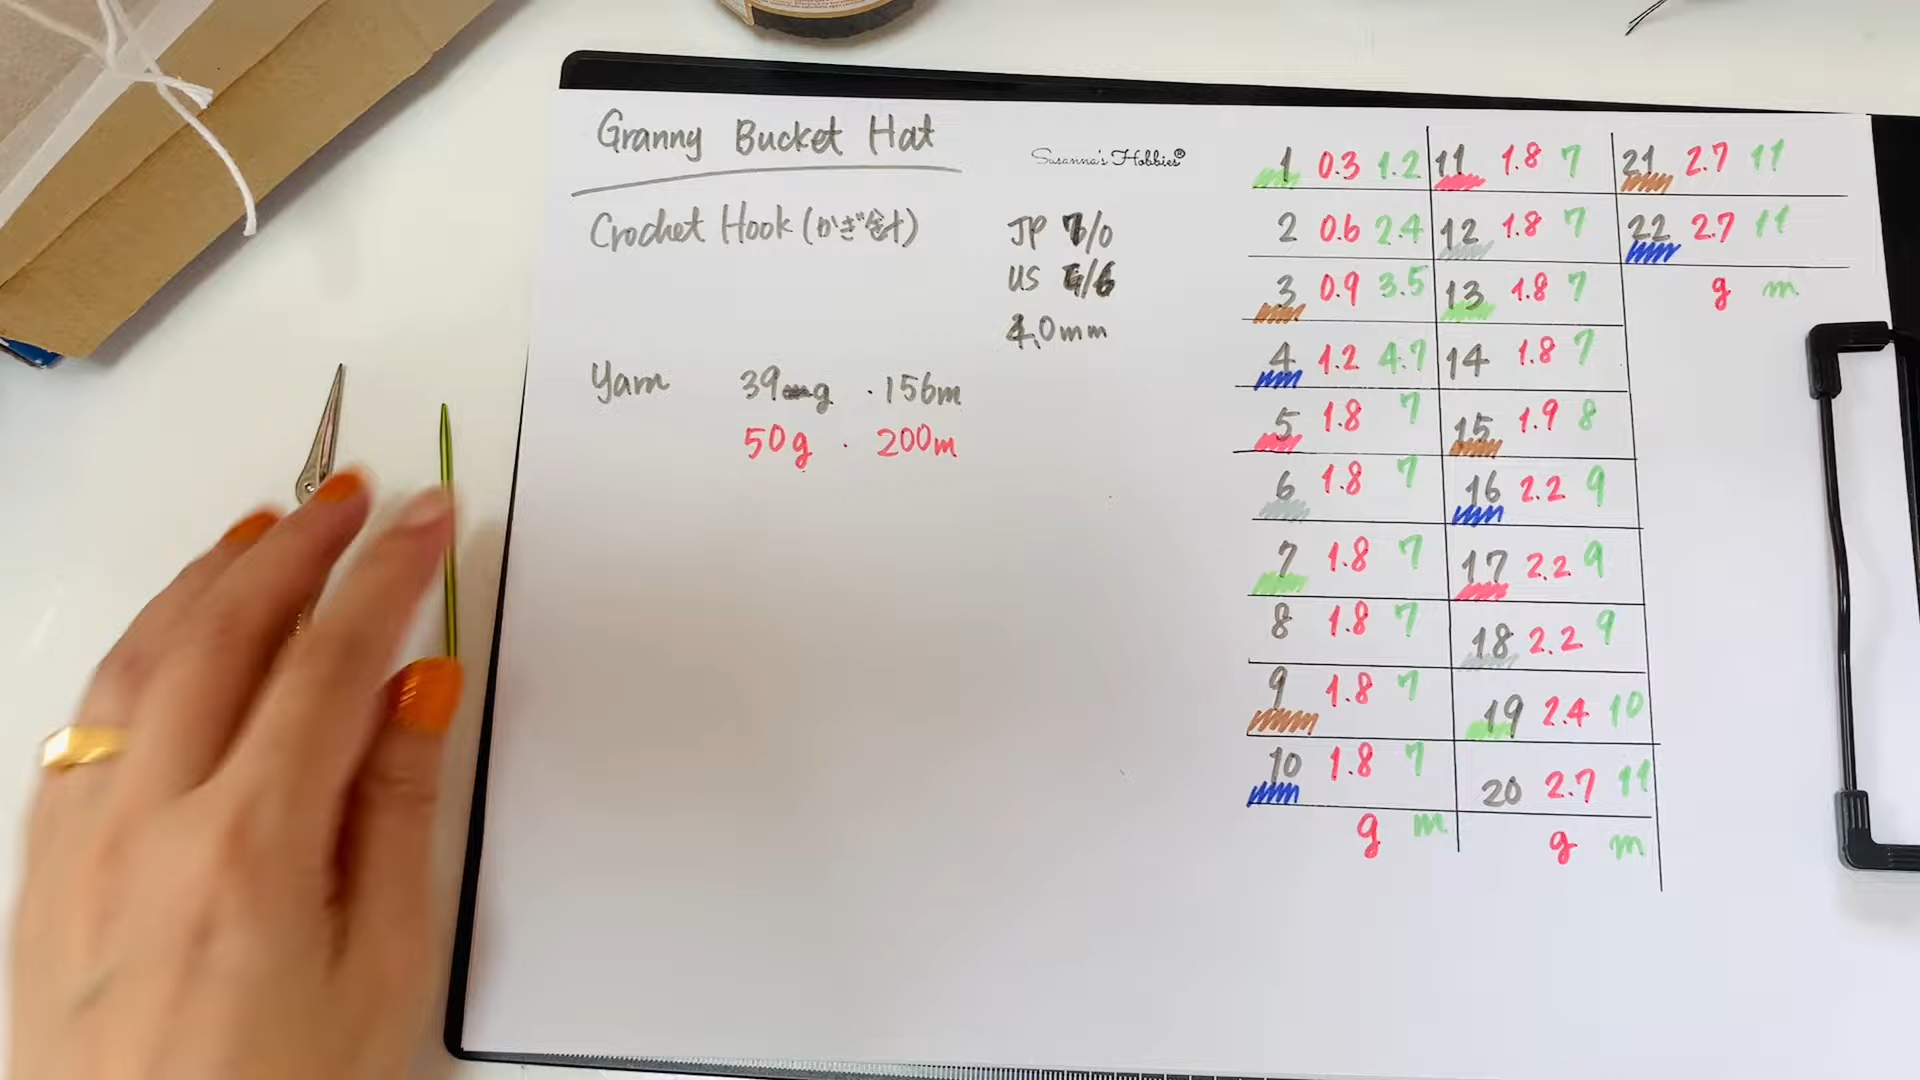 Granny Bucket Hat
Susanna's Hobbies®
Crochet Hook (かぎ針)
JP 7/0
US G/6
4.0mm
Yarn 39g · 156m
50g · 200m
1 0.3 1.2
2 0.6 2.4
3 0.9 3.5
4 1.2 4.7
5 1.8 7
6 1.8 7
7 1.8 7
8 1.8 7
9 1.8 7
10 1.8 7
g m
11 1.8 7
12 1.8 7
13 1.8 7
14 1.8 7
15 1.9 8
16 2.2 9
17 2.2 9
18 2.2 9
19 2.4 10
20 2.7 11
g m
21 2.7 11
22 2.7 11
g m